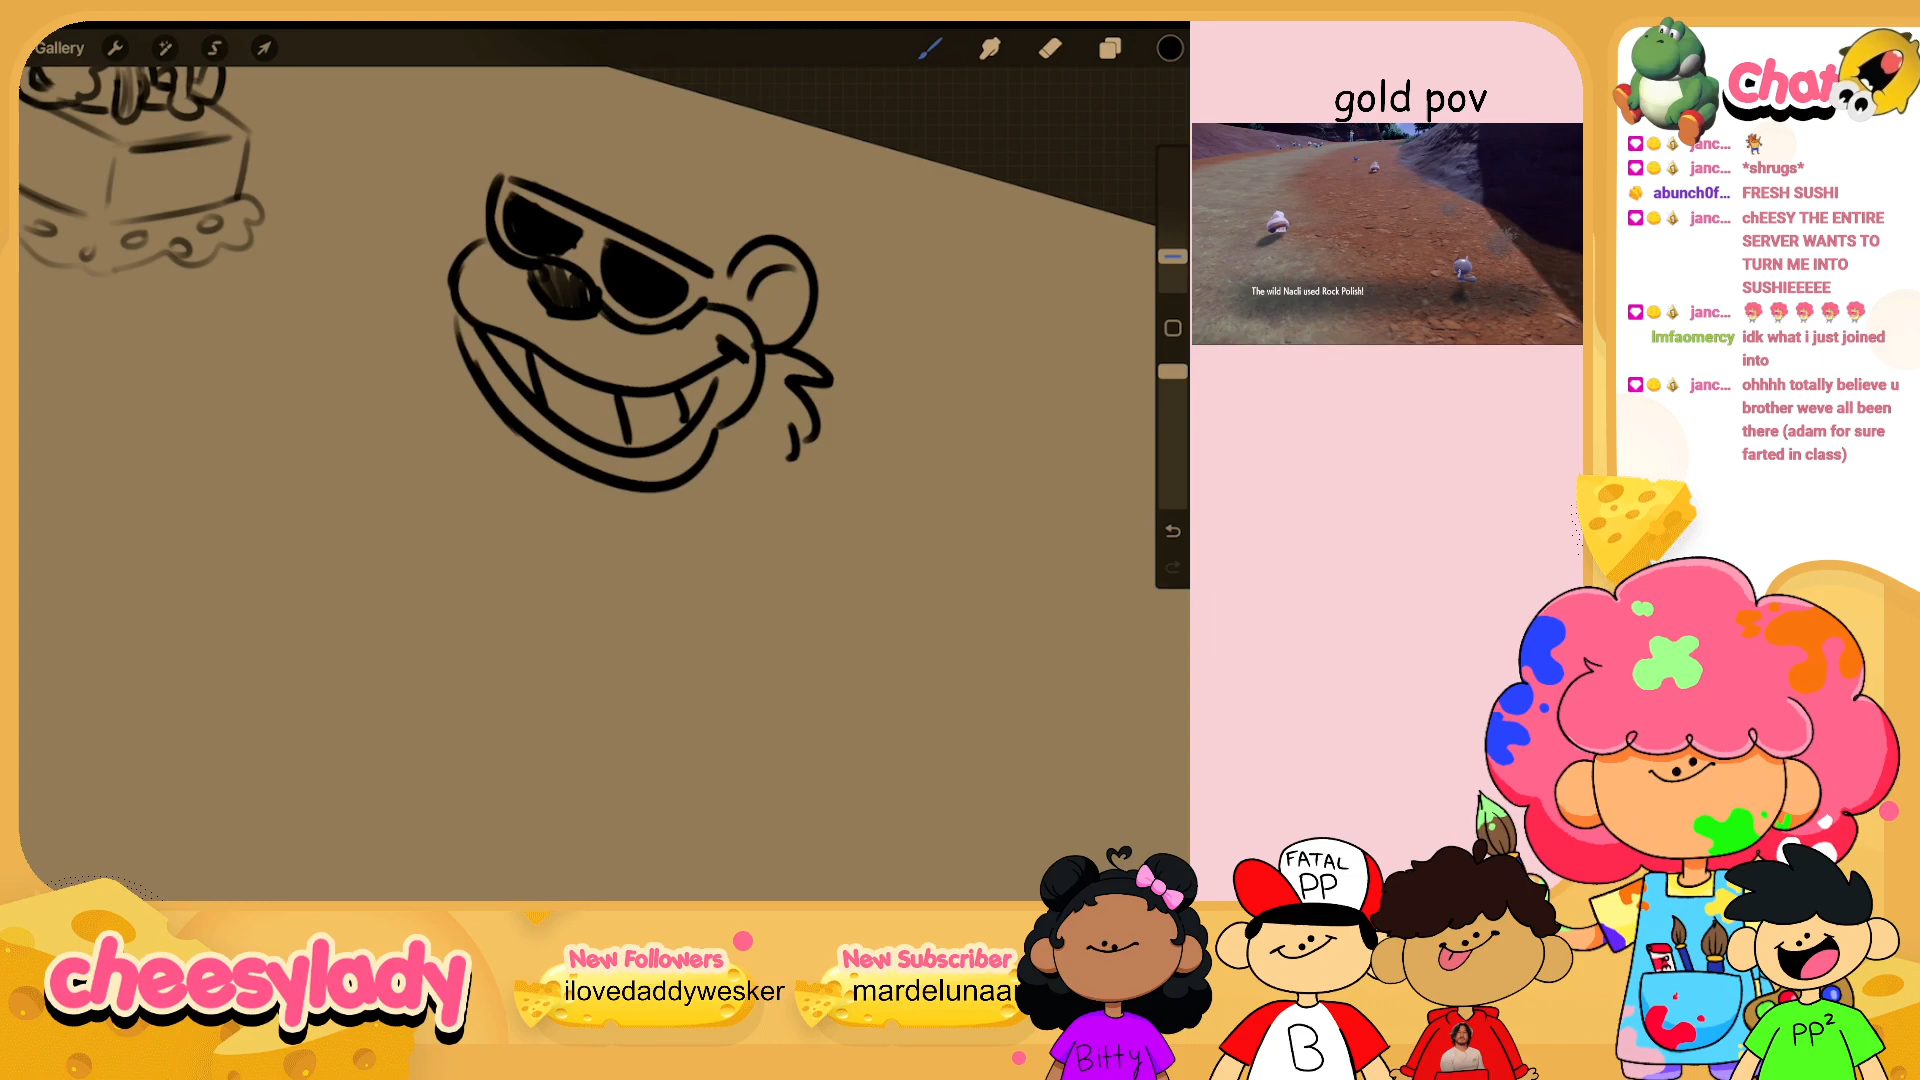 Gallery
gold pov
The wild Nacli used Rock Polish!
Chat
janc...
janc... *shrugs*
abunch0f... FRESH SUSHI
janc... chEESY THE ENTIRE
SERVER WANTS TO
TURN ME INTO
SUSHIEEEEE
janc...
lmfaomercy idk what i just joined
into
janc... ohhhh totally believe u
brother weve all been
there (adam for sure
farted in class)
cheesylady
New Followers
ilovedaddywesker
New Subscriber
mardelunaar
Bitty
FATAL
PP
B
PP²